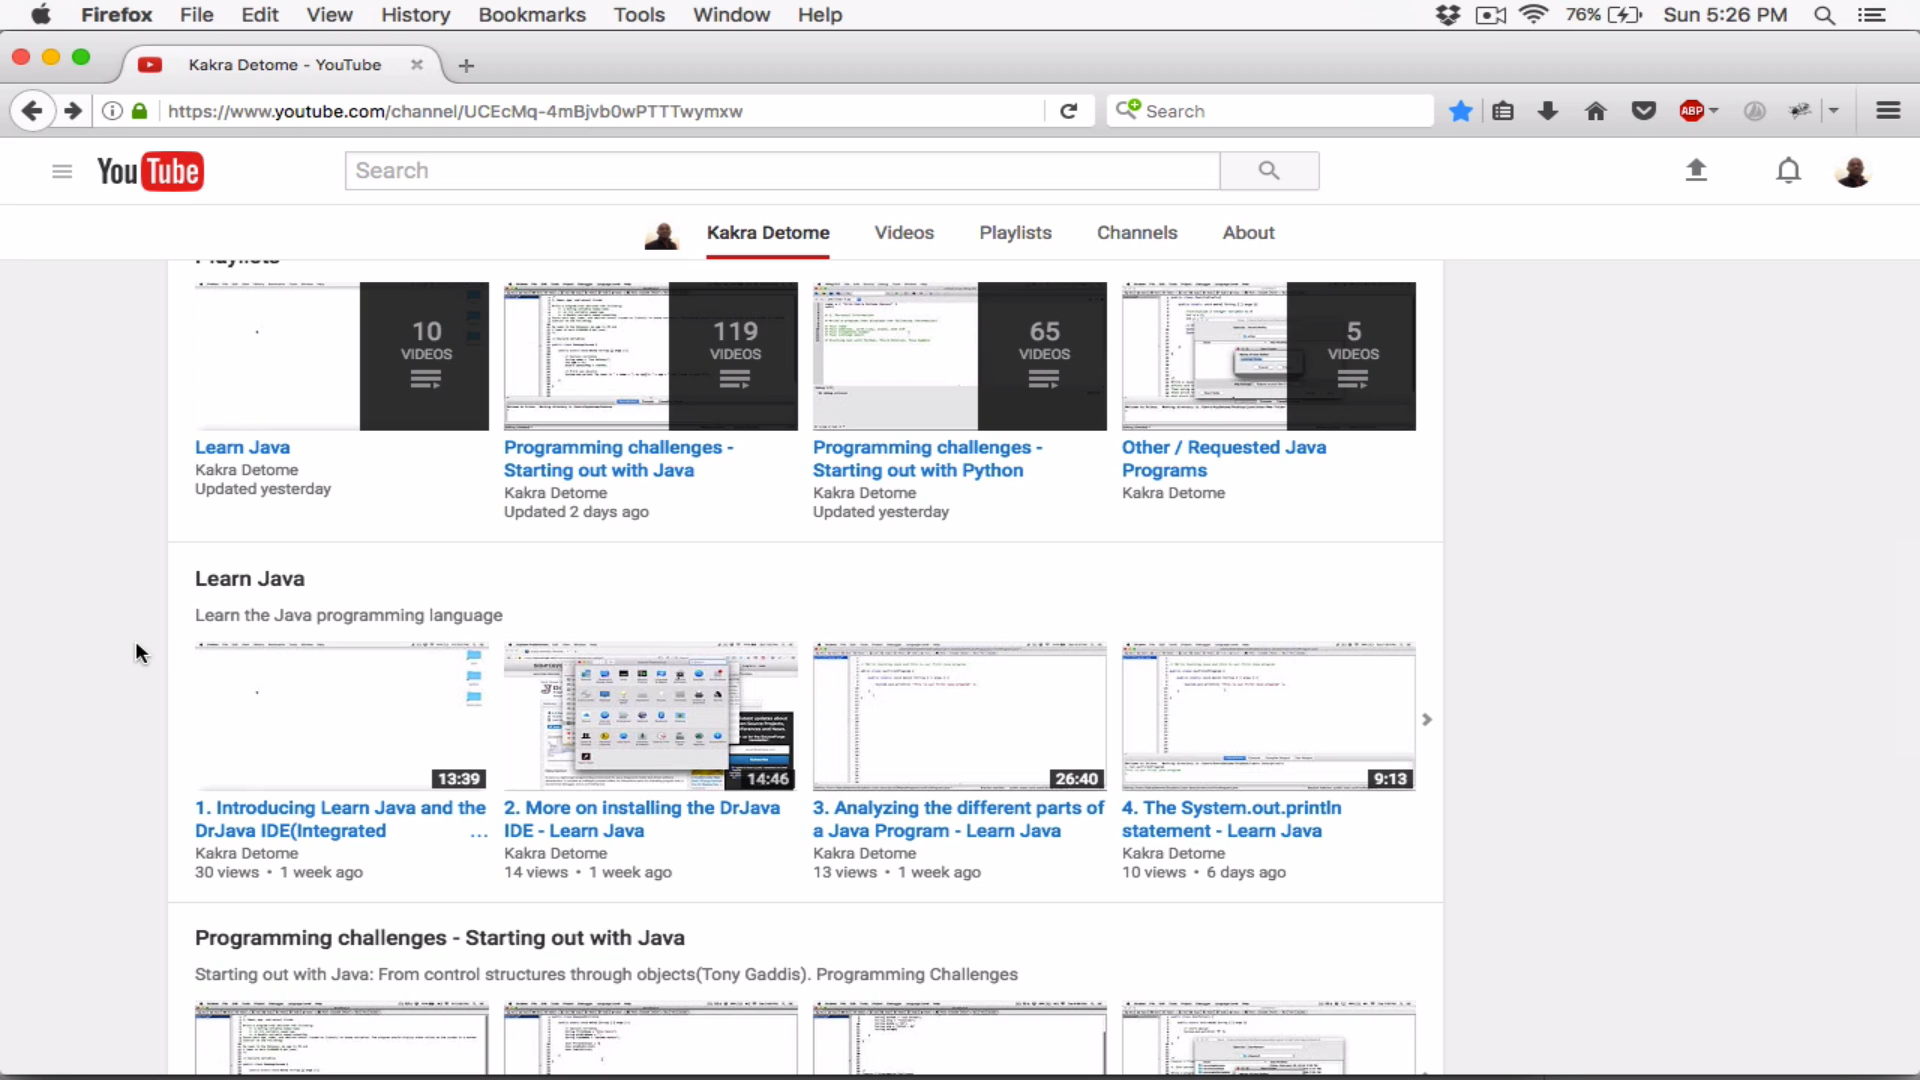 Firefox File Edit View History Bookmarks Tools Window Help 76% Sun 5:26 PM
Kakra Detome - YouTube
https://www.youtube.com/channel/UCEcMq-4mBjvb0wPTTTwymxw Search ABP
YouTube Search
Kakra Detome Videos Playlists Channels About
Playlists
10 VIDEOS
119 VIDEOS
65 VIDEOS
5 VIDEOS
Learn Java
Kakra Detome
Updated yesterday
Programming challenges -
Starting out with Java
Kakra Detome
Updated 2 days ago
Programming challenges -
Starting out with Python
Kakra Detome
Updated yesterday
Other / Requested Java
Programs
Kakra Detome
Learn Java
Learn the Java programming language
13:39
14:46
26:40
9:13
1. Introducing Learn Java and the
DrJava IDE(Integrated ...
Kakra Detome
30 views • 1 week ago
2. More on installing the DrJava
IDE - Learn Java
Kakra Detome
14 views • 1 week ago
3. Analyzing the different parts of
a Java Program - Learn Java
Kakra Detome
13 views • 1 week ago
4. The System.out.println
statement - Learn Java
Kakra Detome
10 views • 6 days ago
Programming challenges - Starting out with Java
Starting out with Java: From control structures through objects(Tony Gaddis). Programming Challenges